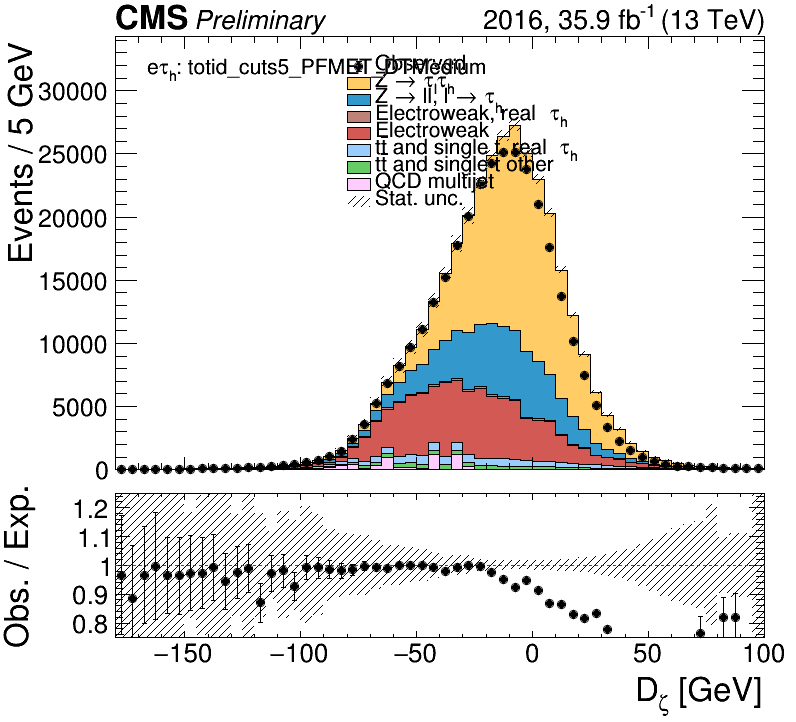 CMS Preliminary 2016, 35.9 fb⁻¹ (13 TeV)
eτh: totid_cuts5_PFMET_DTMedium
Observed
Z → τlτh
Z → ll, l → τh
Electroweak, real τh
Electroweak
tt and single t, real τh
tt and single t other
QCD multijet
Stat. unc.
Events / 5 GeV
30000
25000
20000
15000
10000
5000
0
Obs. / Exp.
1.2
1.1
1
0.9
0.8
−150 −100 −50 0 50 100
Dζ [GeV]